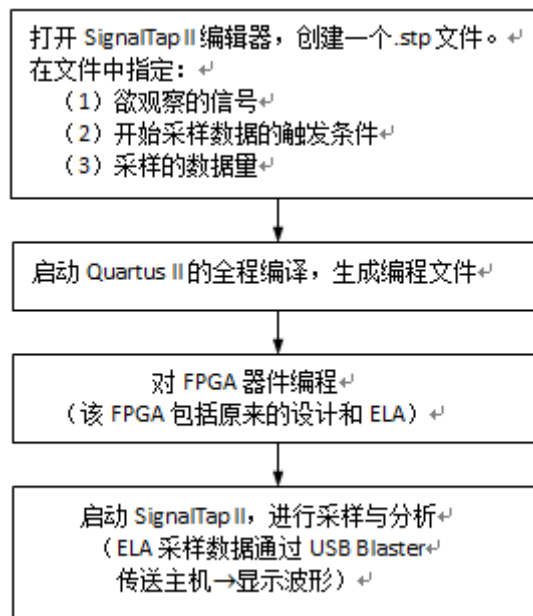 打开 SignalTap II 编辑器，创建一个.stp 文件。↵
在文件中指定：↵
（1）欲观察的信号↵
（2）开始采样数据的触发条件↵
（3）采样的数据量↵
启动 Quartus II 的全程编译，生成编程文件↵
对 FPGA 器件编程↵
（该 FPGA 包括原来的设计和 ELA）↵
启动 SignalTap II，进行采样与分析↵
（ELA 采样数据通过 USB Blaster↵
传送主机→显示波形）↵